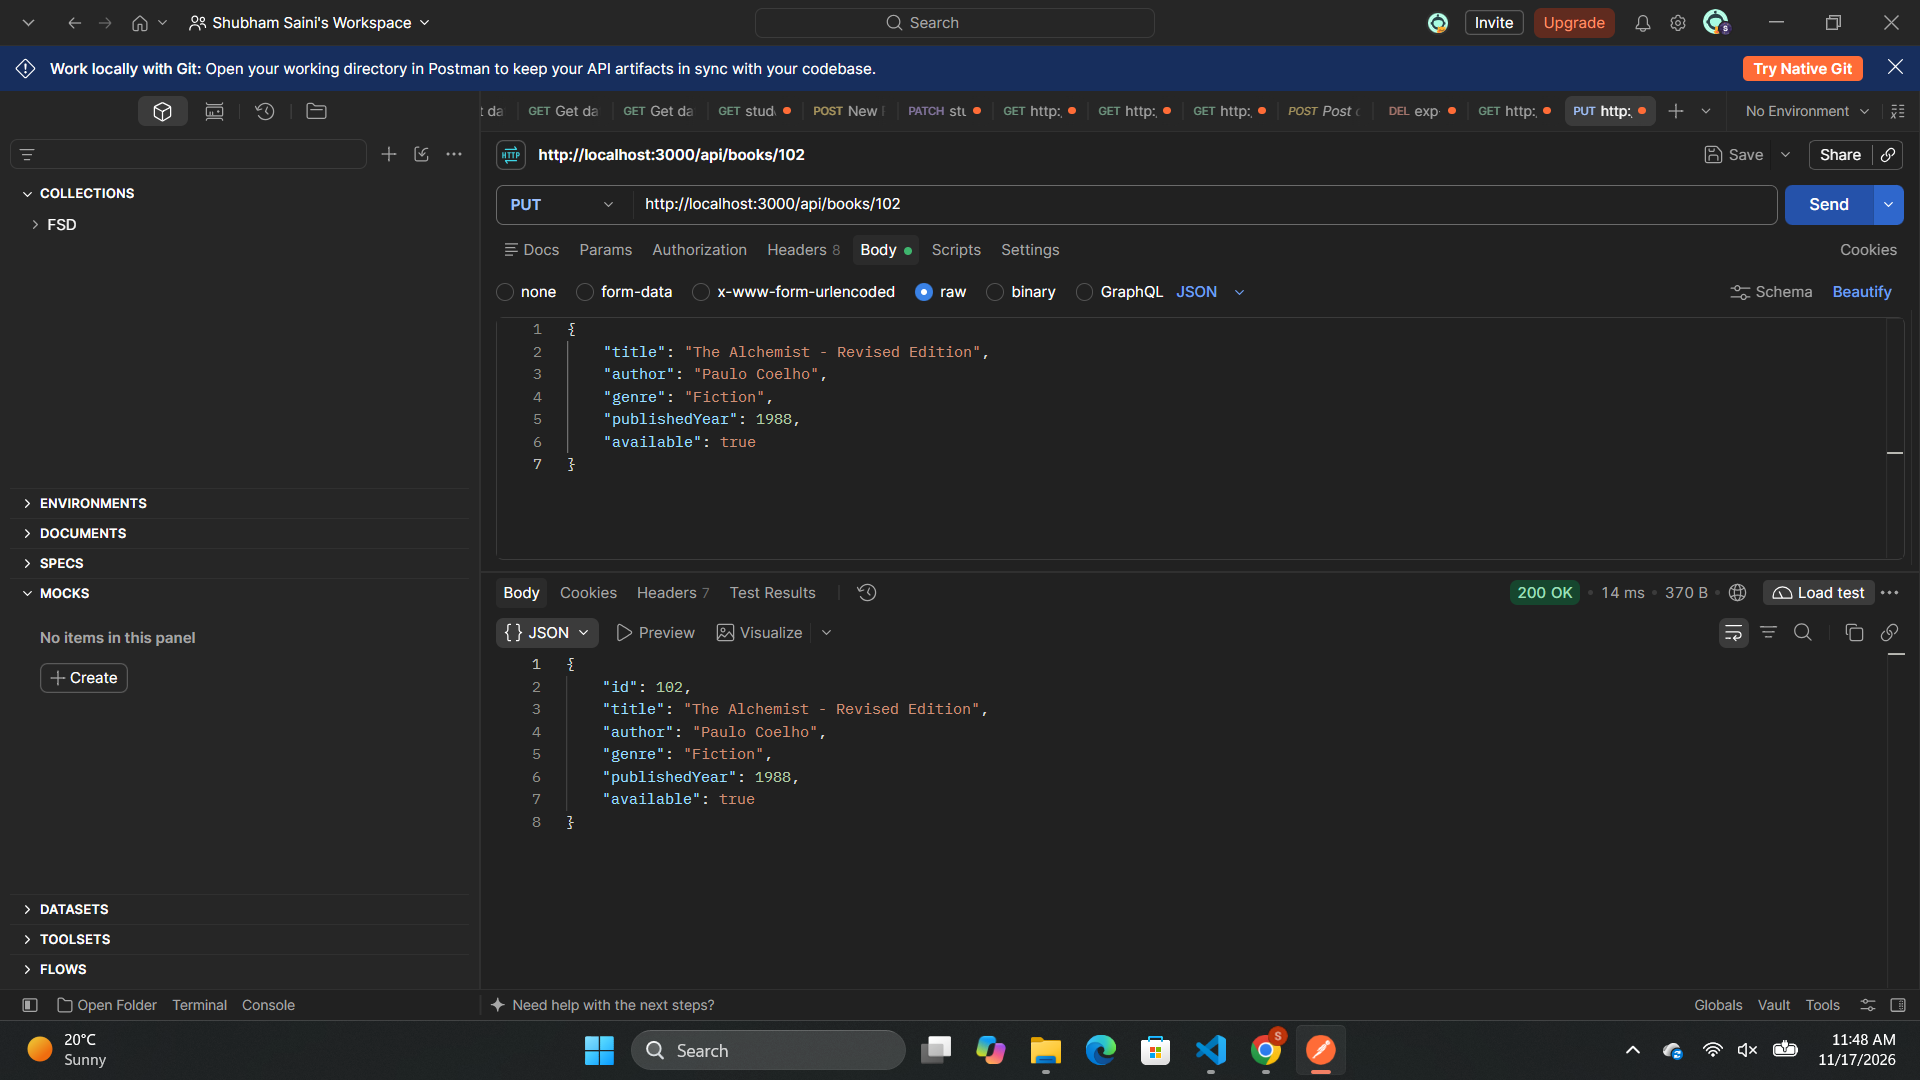 Shubham Saini's Workspace
Search
Invite
Upgrade
Work locally with Git: Open your working directory in Postman to keep your API artifacts in sync with your codebase.
Try Native Git
t da
GET Get da
GET Get da
GET stud
POST New
PATCH stu
GET http:
GET http:
GET http:
POST Post
DEL exp
GET http:
PUT http:
No Environment
COLLECTIONS
FSD
ENVIRONMENTS
DOCUMENTS
SPECS
MOCKS
No items in this panel
Create
DATASETS
TOOLSETS
FLOWS
HTTP http://localhost:3000/api/books/102
Save
Share
PUT
http://localhost:3000/api/books/102
Send
Docs Params Authorization Headers 8 Body Scripts Settings
Cookies
none form-data x-www-form-urlencoded raw binary GraphQL JSON
Schema Beautify
1 {
2 "title": "The Alchemist - Revised Edition",
3 "author": "Paulo Coelho",
4 "genre": "Fiction",
5 "publishedYear": 1988,
6 "available": true
7 }
Body Cookies Headers 7 Test Results
200 OK 14 ms 370 B
Load test
{} JSON Preview Visualize
1 {
2 "id": 102,
3 "title": "The Alchemist - Revised Edition",
4 "author": "Paulo Coelho",
5 "genre": "Fiction",
6 "publishedYear": 1988,
7 "available": true
8 }
Open Folder Terminal Console
Need help with the next steps?
Globals Vault Tools
20°C
Sunny
Search
S
11:48 AM
11/17/2026